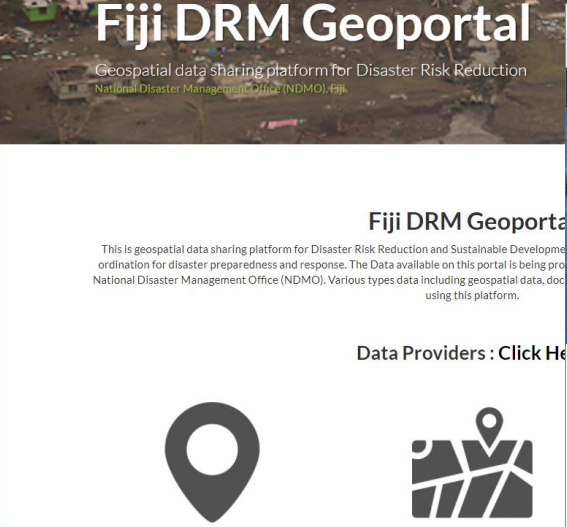 Fiji DRM Geoportal
Geospatial data sharing platform for Disaster Risk Reduction
National Disaster Management Office (NDMO), Fiji
Fiji DRM Geoporta
This is geospatial data sharing platform for Disaster Risk Reduction and Sustainable Developme
ordination for disaster preparedness and response. The Data available on this portal is being pro
National Disaster Management Office (NDMO). Various types data including geospatial data, doc
using this platform.
Data Providers : Click He